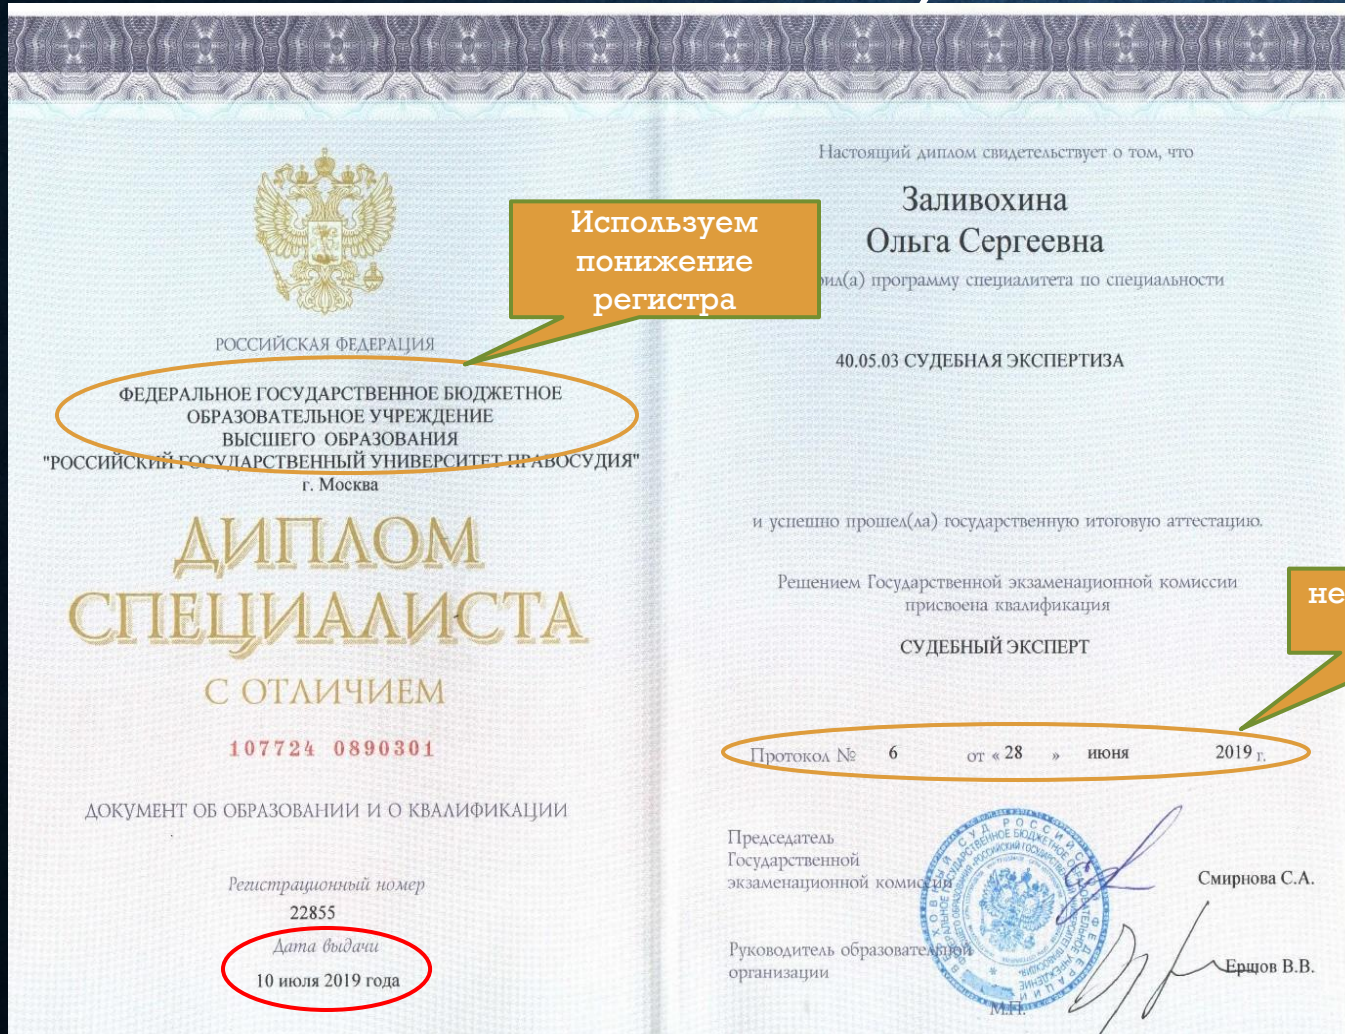 Используем
понижение
регистра
РОССИЙСКАЯ ФЕДЕРАЦИЯ
ФЕДЕРАЛЬНОЕ ГОСУДАРСТВЕННОЕ БЮДЖЕТНОЕ
ОБРАЗОВАТЕЛЬНОЕ УЧРЕЖДЕНИЕ
ВЫСШЕГО ОБРАЗОВАНИЯ
"РОССИЙСКИЙ ГОСУДАРСТВЕННЫЙ УНИВЕРСИТЕТ ПРАВОСУДИЯ"
г. Москва
ДИПЛОМ
СПЕЦИАЛИСТА
С ОТЛИЧИЕМ
107724 0890301
ДОКУМЕНТ ОБ ОБРАЗОВАНИИ И О КВАЛИФИКАЦИИ
Регистрационный номер
22855
Дата выдачи
10 июля 2019 года
Настоящий диплом свидетельствует о том, что
Заливохина
Ольга Сергеевна
ил(а) программу специалитета по специальности
40.05.03 СУДЕБНАЯ ЭКСПЕРТИЗА
и успешно прошел(ла) государственную итоговую аттестацию.
Решением Государственной экзаменационной комиссии
присвоена квалификация
не
СУДЕБНЫЙ ЭКСПЕРТ
Протокол № 6 от « 28 » июня 2019 г.
Председатель
Государственной
экзаменационной комиссии
Смирнова С.А.
Руководитель образовательной
организации
Ершов В.В.
М.П.